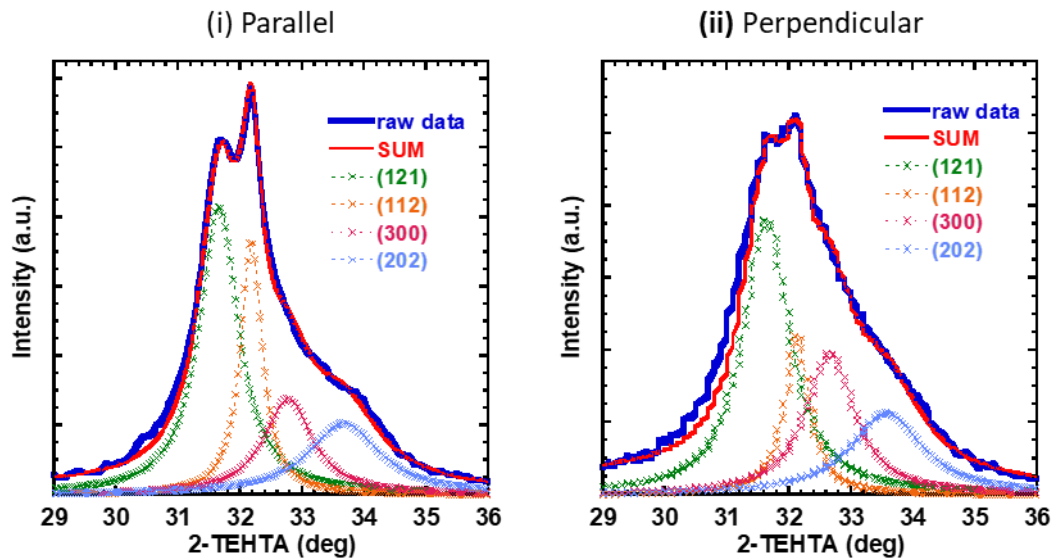 (i) Parallel
Intensity (a.u.)
raw data
SUM
(121)
(112)
(300)
(202)
29 30 31 32 33 34 35 36
2-TEHTA (deg)
(ii) Perpendicular
Intensity (a.u.)
raw data
SUM
(121)
(112)
(300)
(202)
29 30 31 32 33 34 35 36
2-TEHTA (deg)